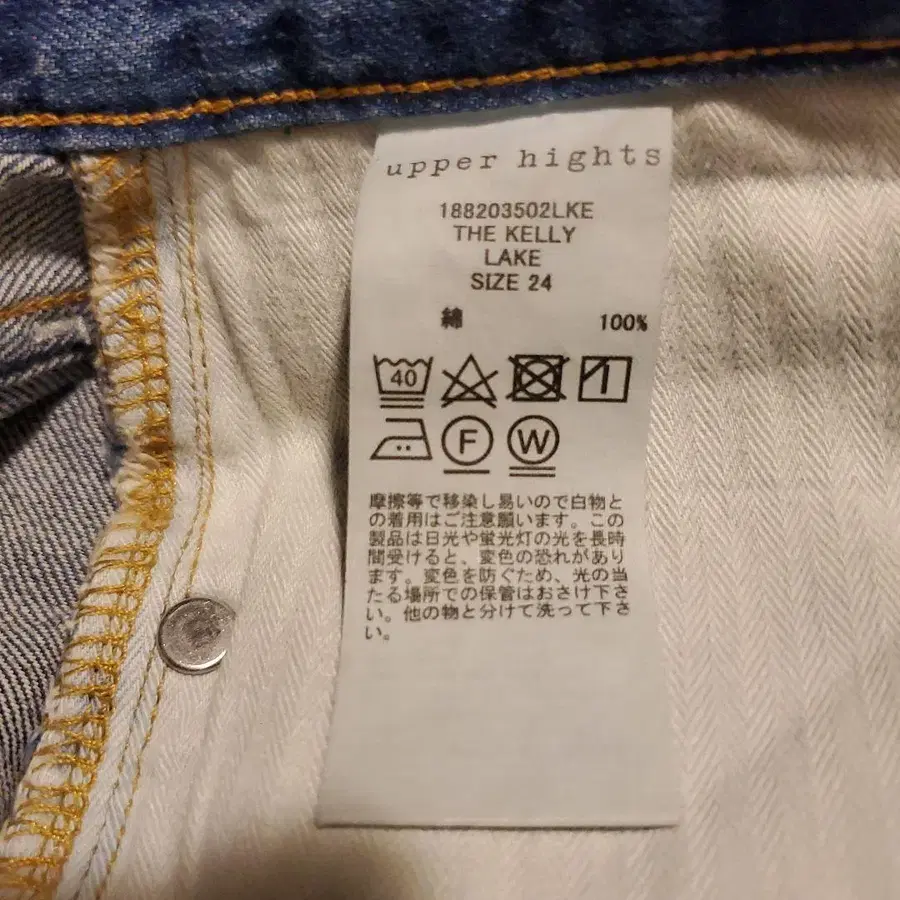 upper hights
188203502LKE
THE KELLY
LAKE
SIZE 24
綿 100%
40
F W
摩擦等で移染し易いので白物と
の着用はご注意願います。この
製品は日光や蛍光灯の光を長時
間受けると、変色の恐れがあり
ます。変色を防ぐため、光の当
たる場所での保管はおさけ下さ
い。他の物と分けて洗って下さ
い。